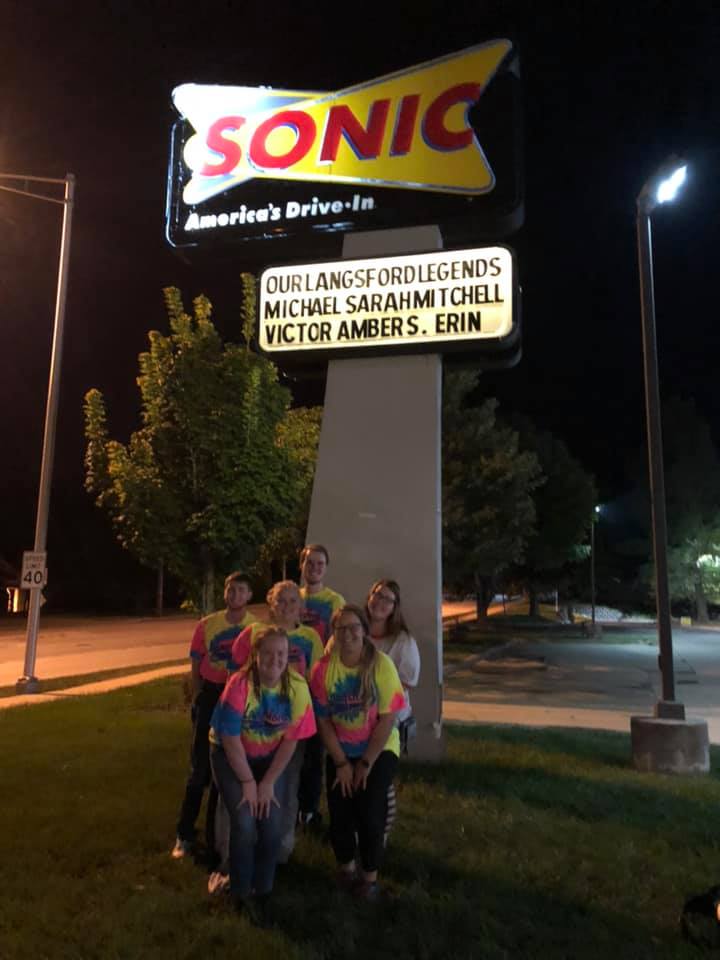 SONIC
America's Drive-In
OUR LANGSFORD LEGENDS
MICHAEL SARAH MITCHELL
VICTOR AMBER S. ERIN
SPEED
LIMIT
40